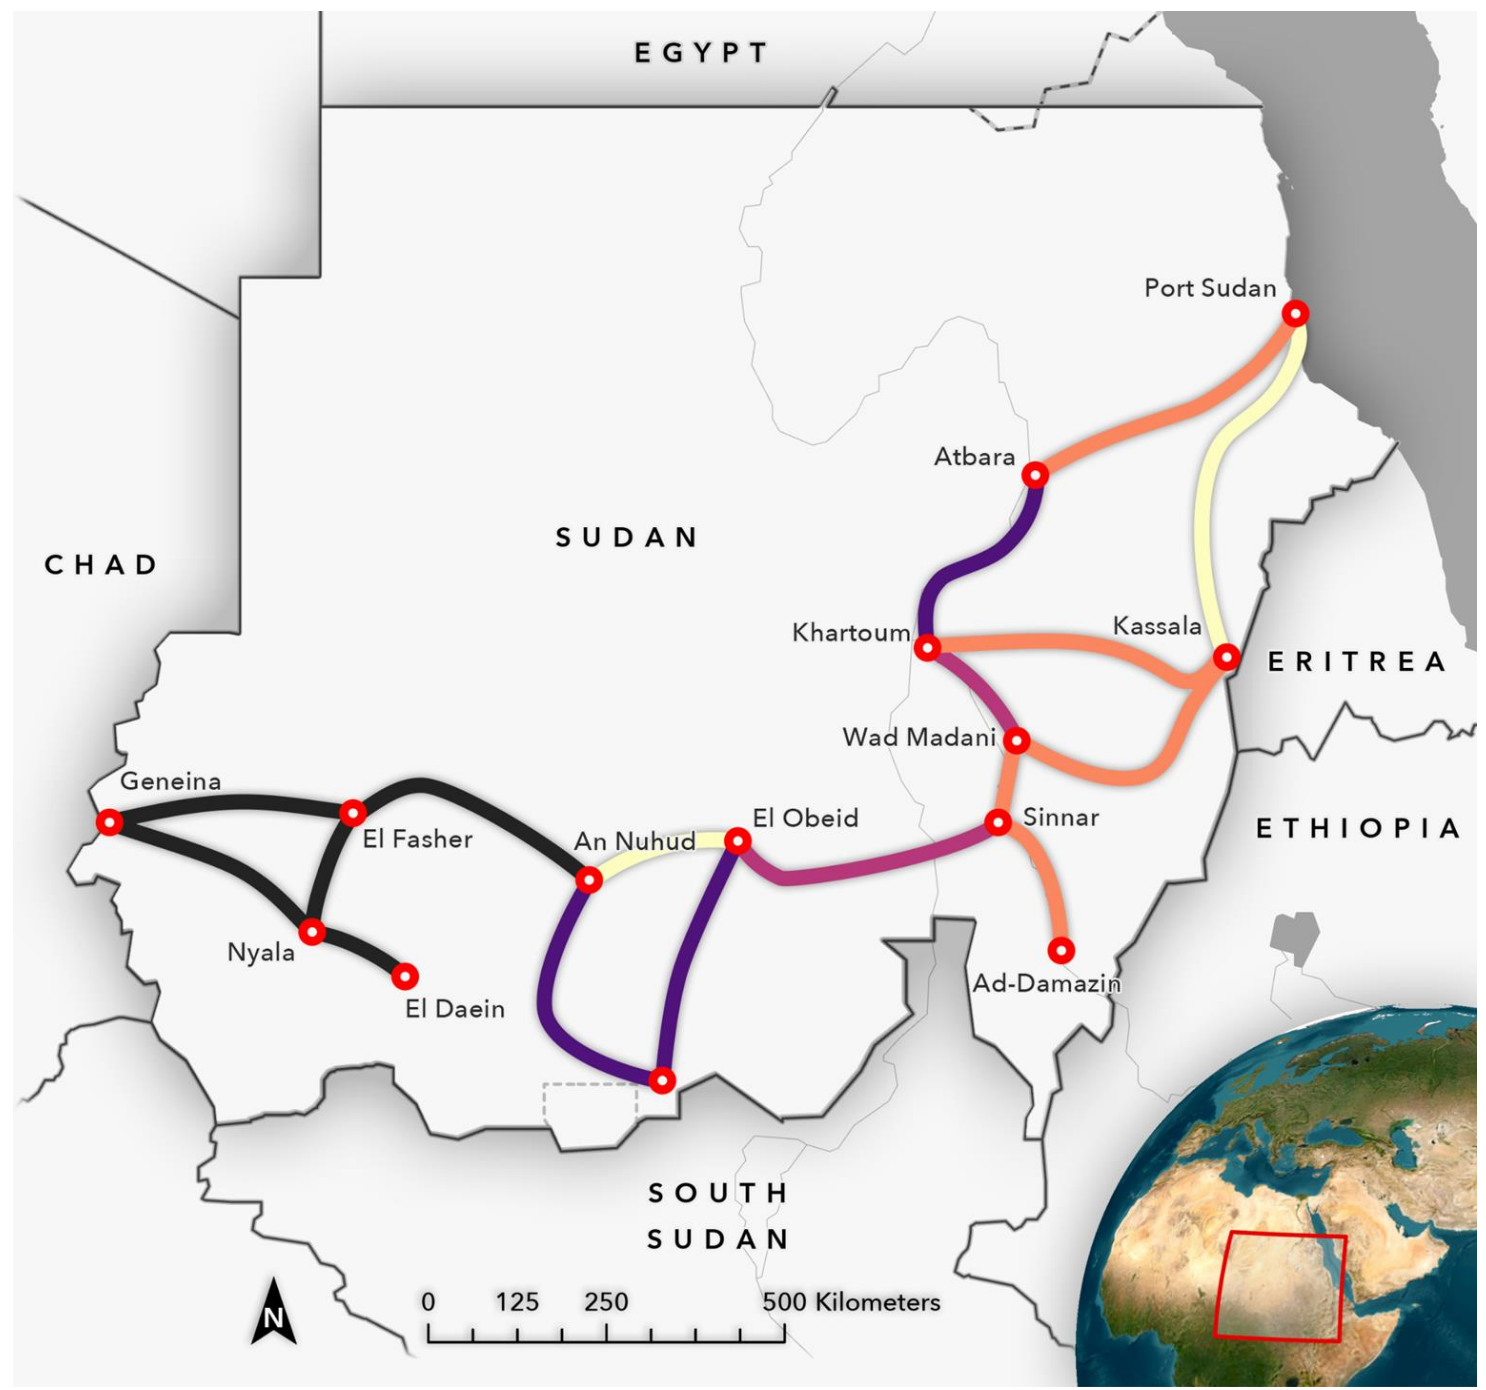 EGYPT
Port Sudan
Atbara
SUDAN
CHAD
Khartoum
Kassala
ERITREA
Wad Madani
Geneina
El Fasher
An Nuhud
El Obeid
Sinnar
ETHIOPIA
Nyala
El Daein
Ad-Damazin
SOUTH
SUDAN
N
0 125 250 500 Kilometers